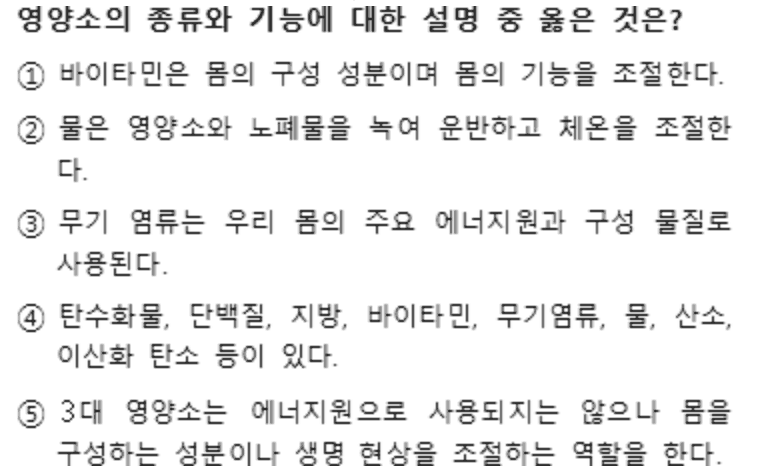 영양소의 종류와 기능에 대한 설명 중 옳은 것은?
① 바이타민은 몸의 구성 성분이며 몸의 기능을 조절한다.
② 물은 영양소와 노폐물을 녹여 운반하고 체온을 조절한
다.
③ 무기 염류는 우리 몸의 주요 에너지원과 구성 물질로
사용된다.
④ 탄수화물, 단백질, 지방, 바이타민, 무기염류, 물, 산소,
이산화 탄소 등이 있다.
⑤ 3대 영양소는 에너지원으로 사용되지는 않으나 몸을
구성하는 성분이나 생명 현상을 조절하는 역할을 한다.